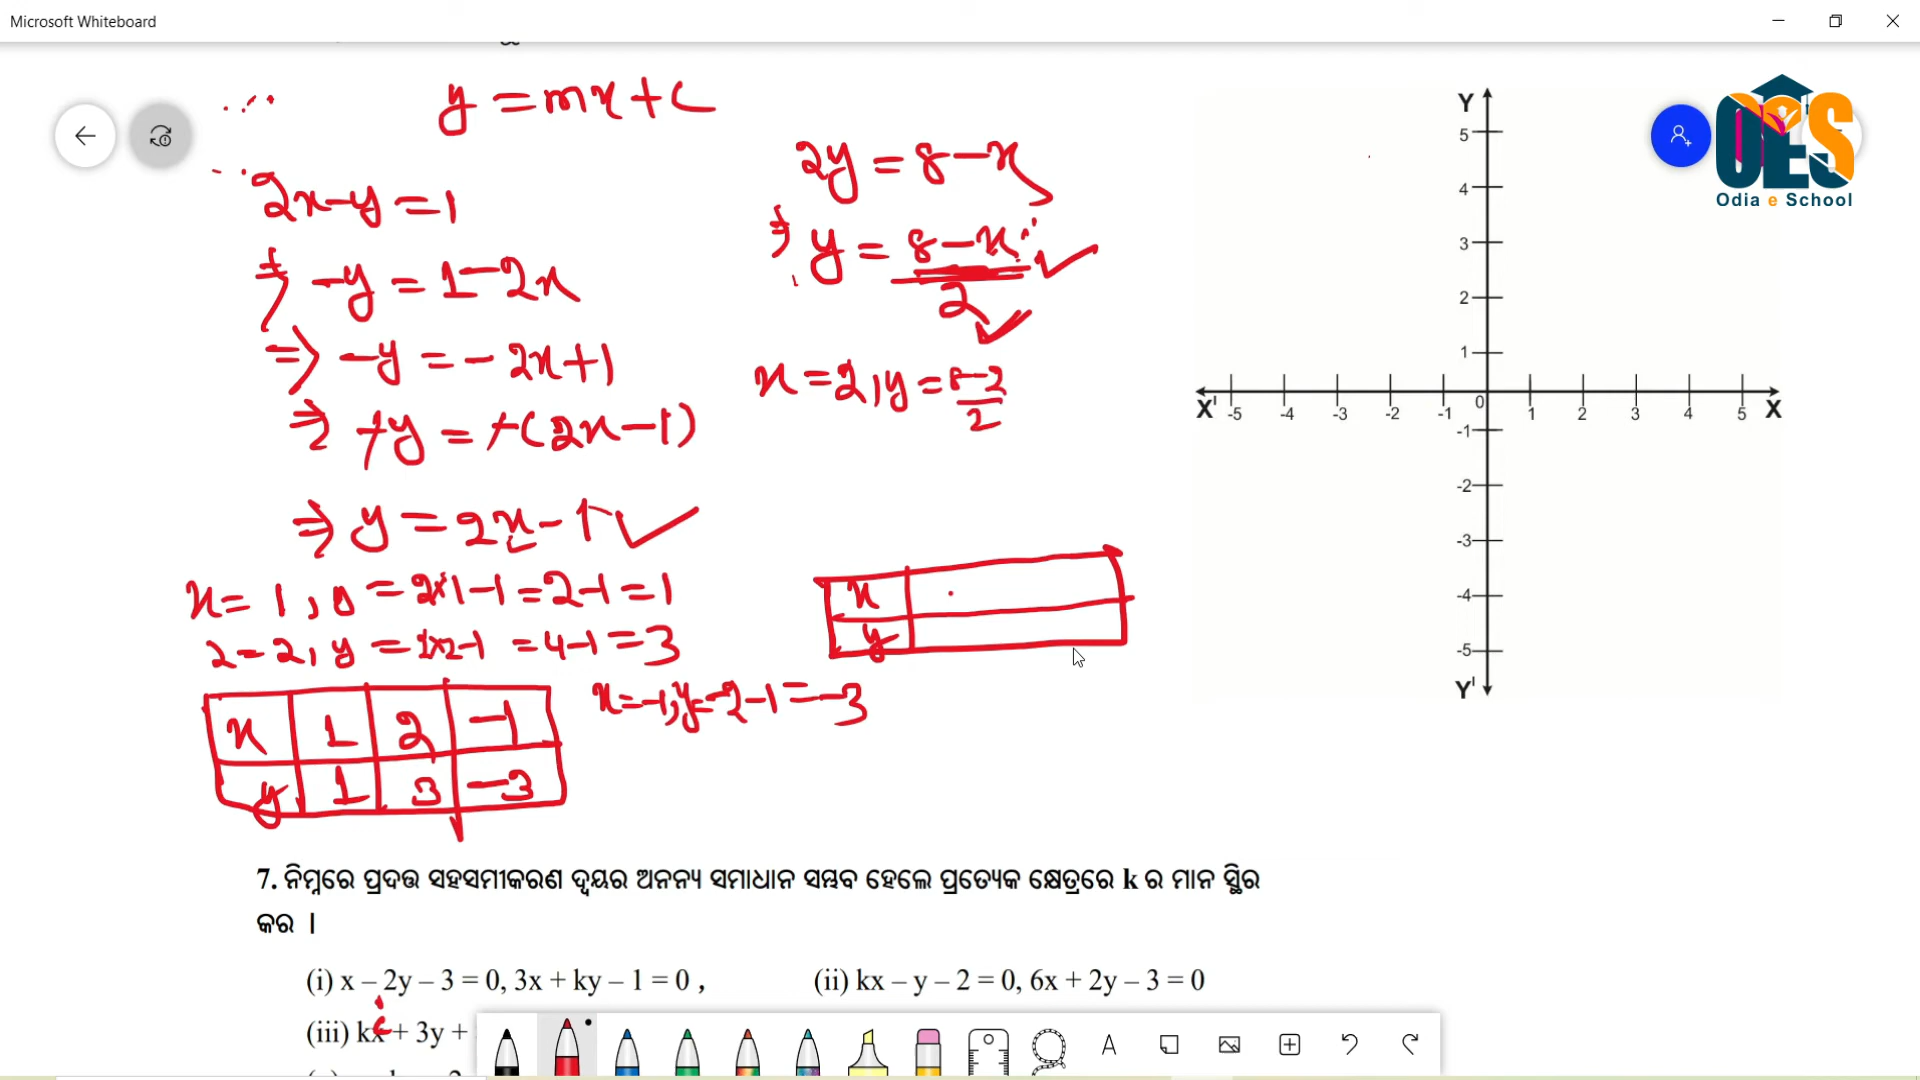 Microsoft Whiteboard
y = mx + c
2x - y = 1
⇒ -y = 1 - 2x
⇒ -y = - 2x + 1
⇒ +y = +(2x - 1)
⇒ y = 2x - 1 ✓
x = 1, y = 2×1 - 1 = 2 - 1 = 1
2 = 2, y = 2×2 - 1 = 4 - 1 = 3
x = -1, y = -2 - 1 = -3
x 1 2 -1
y 1 3 -3
2y = 8 - x
⇒ y = 8 - x / 2 ✓
x = 2, y = 8 - 2 / 2
x
y
Y
5
4
3
2
1
X' -5 -4 -3 -2 -1 0 1 2 3 4 5 X
-1
-2
-3
-4
-5
Y'
OES
Odia e School
7. ନିମ୍ନରେ ପ୍ରଦତ୍ତ ସହସମୀକରଣ ଦ୍ୱୟର ଅନନ୍ୟ ସମାଧାନ ସମ୍ଭବ ହେଲେ ପ୍ରତ୍ୟେକ କ୍ଷେତ୍ରରେ k ର ମାନ ସ୍ଥିର
କର ।
(i) x – 2y – 3 = 0, 3x + ky – 1 = 0 , (ii) kx – y – 2 = 0, 6x + 2y – 3 = 0
(iii) kx + 3y +
A